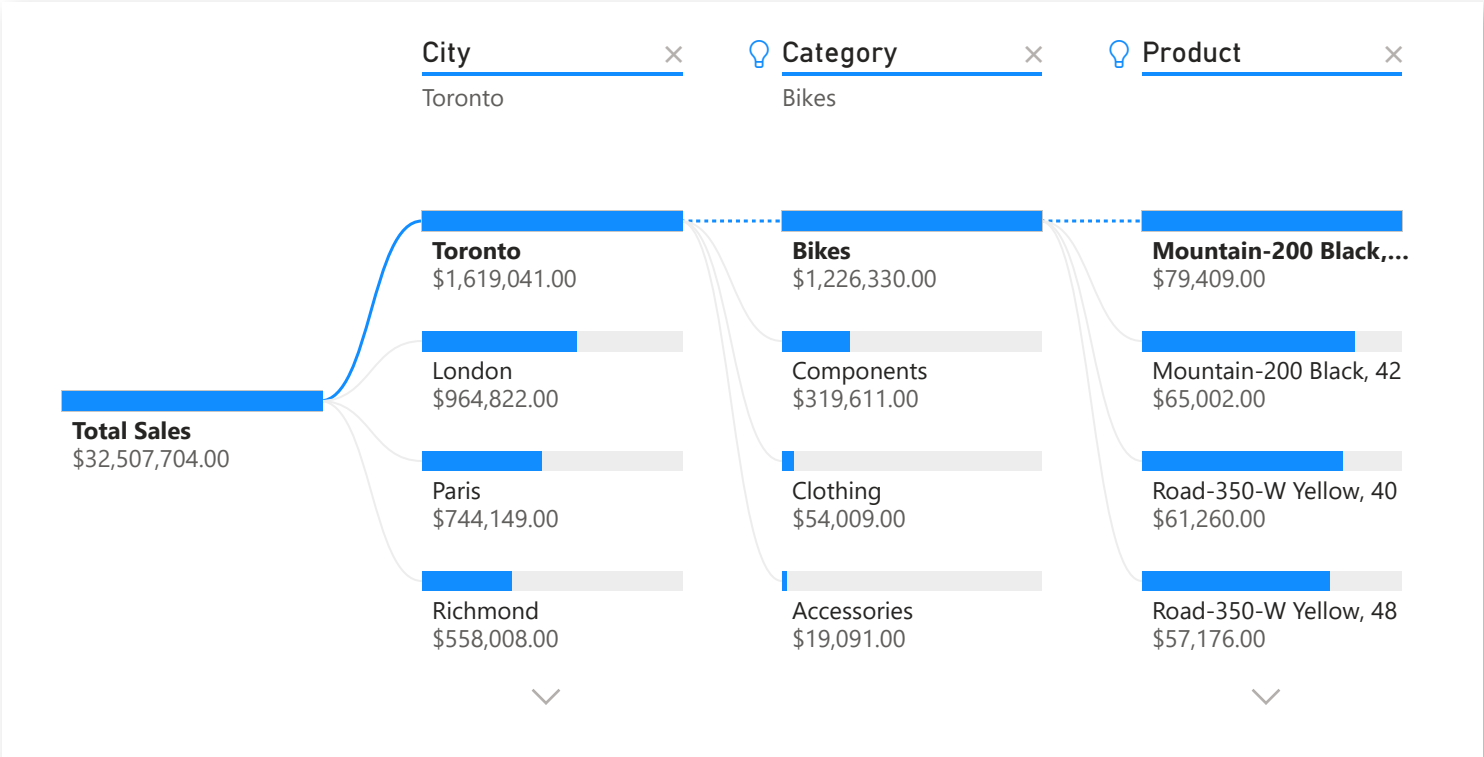 City
Category
Product
Toronto
Bikes
Total Sales
$32,507,704.00
Toronto
$1,619,041.00
London
$964,822.00
Paris
$744,149.00
Richmond
$558,008.00
Bikes
$1,226,330.00
Components
$319,611.00
Clothing
$54,009.00
Accessories
$19,091.00
Mountain-200 Black,...
$79,409.00
Mountain-200 Black, 42
$65,002.00
Road-350-W Yellow, 40
$61,260.00
Road-350-W Yellow, 48
$57,176.00